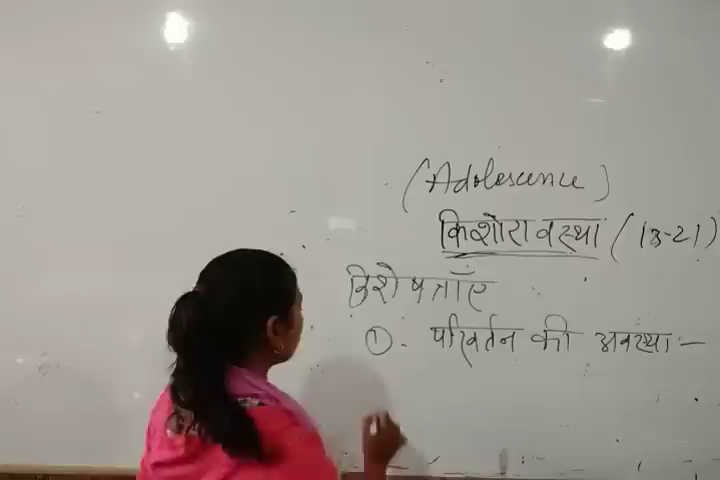 (Adolescence)
किशोरावस्था (13-21)
विशेषताएँ
① - परिवर्तन की अवस्था :-